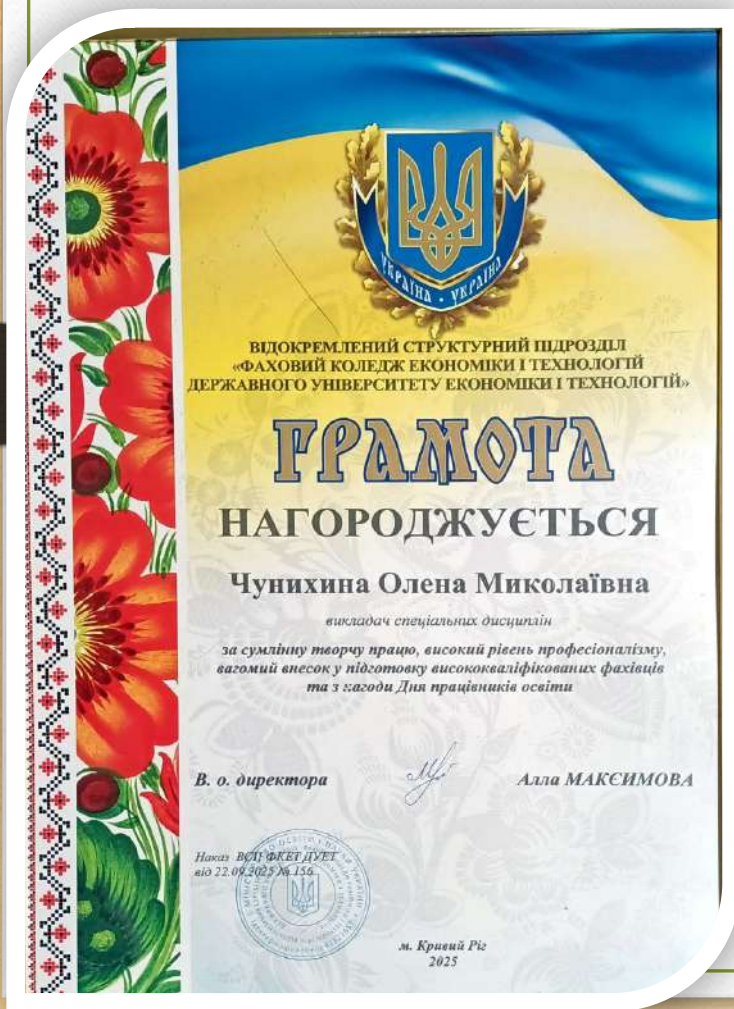 УКРАЇНА • УКРАЇНА
ВІДОКРЕМЛЕНИЙ СТРУКТУРНИЙ ПІДРОЗДІЛ
«ФАХОВИЙ КОЛЕДЖ ЕКОНОМІКИ І ТЕХНОЛОГІЙ
ДЕРЖАВНОГО УНІВЕРСИТЕТУ ЕКОНОМІКИ І ТЕХНОЛОГІЙ»
ГРАМОТА
НАГОРОДЖУЄТЬСЯ
Чунихина Олена Миколаївна
викладач спеціальних дисциплін
за сумлінну творчу працю, високий рівень професіоналізму,
вагомий внесок у підготовку висококваліфікованих фахівців
та з нагоди Дня працівників освіти
В. о. директора Алла МАКЄИМОВА
Наказ ВСП ФКЕТ ДУЕТ
від 22.09.2025 № 156
м. Кривий Ріг
2025